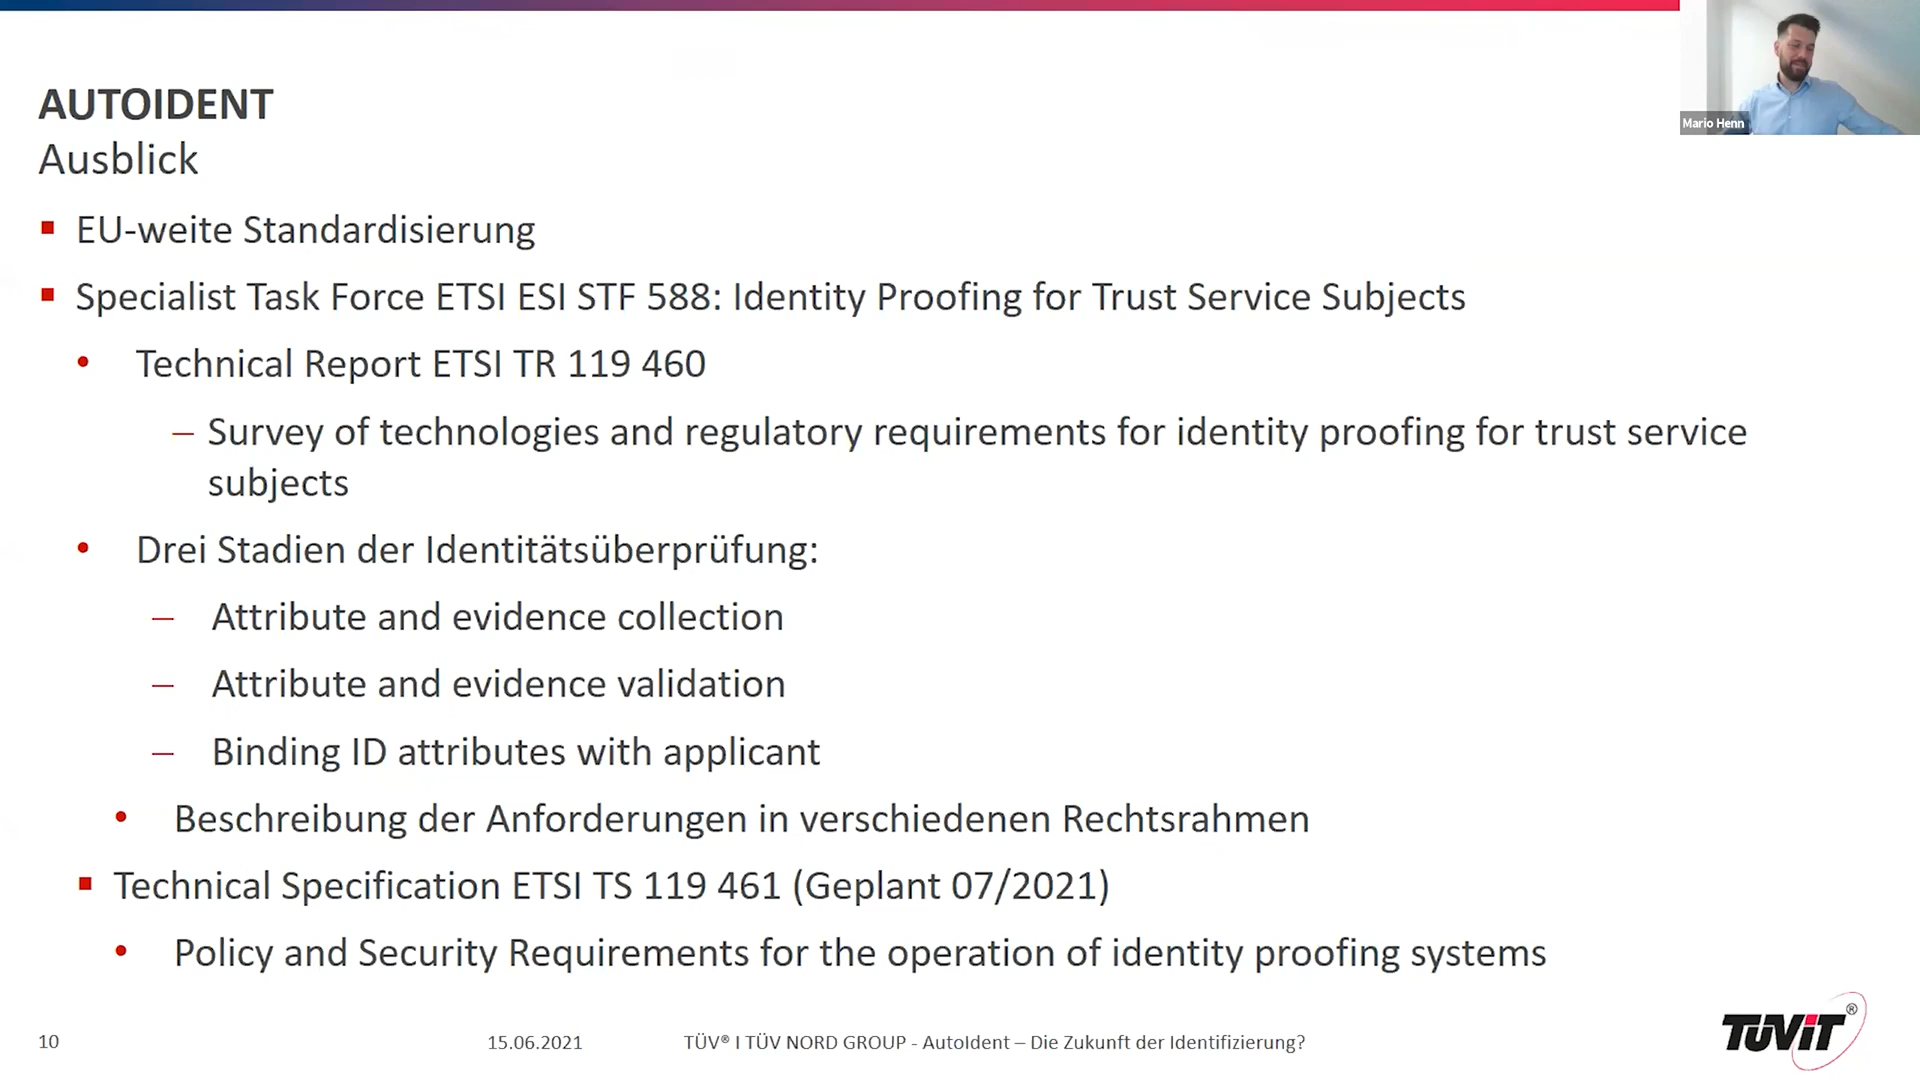 AUTOIDENT
Mario Henn
Ausblick
▪ EU-weite Standardisierung
▪ Specialist Task Force ETSI ESI STF 588: Identity Proofing for Trust Service Subjects
• Technical Report ETSI TR 119 460
– Survey of technologies and regulatory requirements for identity proofing for trust service
subjects
• Drei Stadien der Identitätsüberprüfung:
– Attribute and evidence collection
– Attribute and evidence validation
– Binding ID attributes with applicant
• Beschreibung der Anforderungen in verschiedenen Rechtsrahmen
▪ Technical Specification ETSI TS 119 461 (Geplant 07/2021)
• Policy and Security Requirements for the operation of identity proofing systems
10 15.06.2021 TÜV® I TÜV NORD GROUP - AutoIdent – Die Zukunft der Identifizierung?
TÜViT®